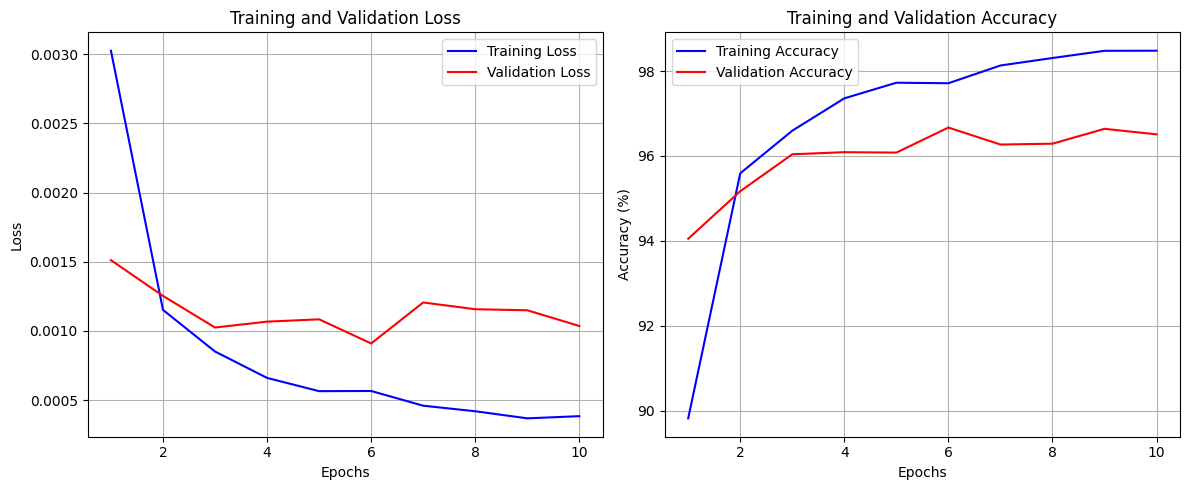 Training and Validation Loss
Training Loss
Validation Loss
0.0030
0.0025
0.0020
0.0015
0.0010
0.0005
Loss
2 4 6 8 10
Epochs
Training and Validation Accuracy
Training Accuracy
Validation Accuracy
98
96
94
92
90
Accuracy (%)
2 4 6 8 10
Epochs